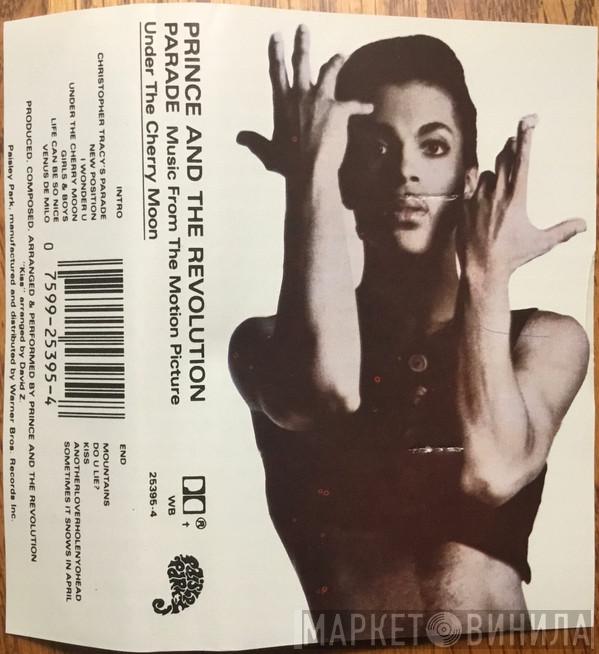 PRINCE AND THE REVOLUTION
PARADE Music From The Motion Picture
Under The Cherry Moon
25395-4
WB
®
†
PAISLEY PARK
INTRO
CHRISTOPHER TRACY'S PARADE
NEW POSITION
I WONDER U
UNDER THE CHERRY MOON
GIRLS & BOYS
LIFE CAN BE SO NICE
VENUS DE MILO
0 7599-25395-4
END
MOUNTAINS
DO U LIE?
KISS
ANOTHERLOVERHOLENYOHEAD
SOMETIMES IT SNOWS IN APRIL
PRODUCED, COMPOSED, ARRANGED & PERFORMED BY PRINCE AND THE REVOLUTION
"Kiss" arranged by David Z.
Paisley Park, manufactured and distributed by Warner Bros. Records Inc.
МАРКЕТ ВИНИЛА